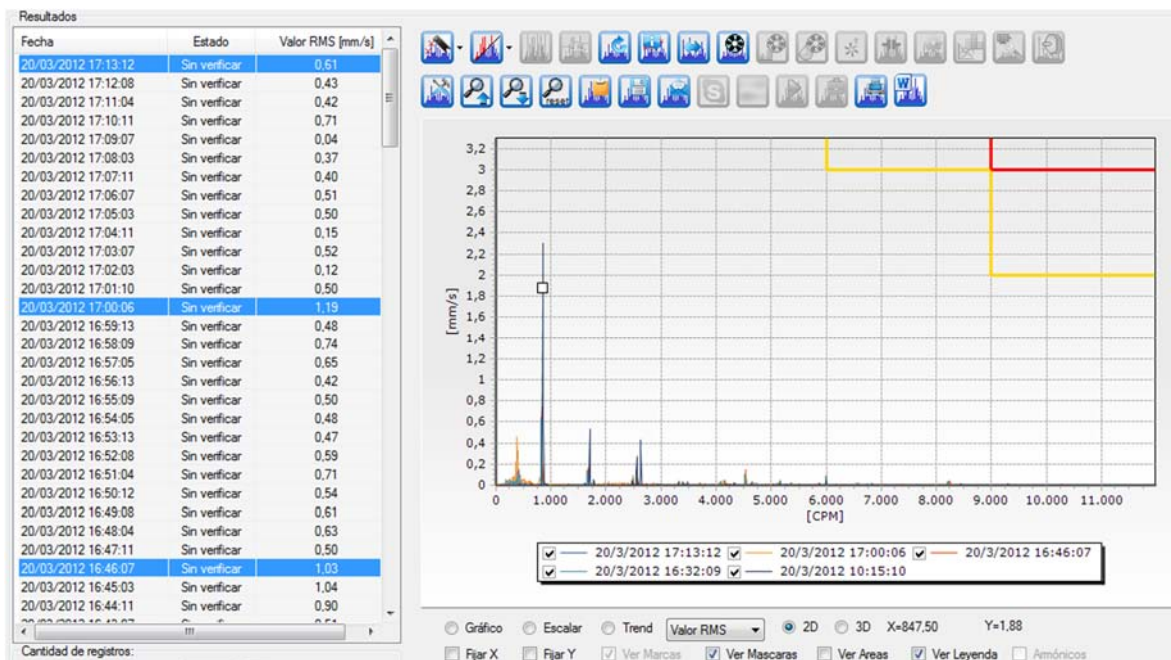 Resultados
Fecha Estado Valor RMS [mm/s]
20/03/2012 17:13:12 Sin verificar 0,61
20/03/2012 17:12:08 Sin verificar 0,43
20/03/2012 17:11:04 Sin verificar 0,42
20/03/2012 17:10:11 Sin verificar 0,71
20/03/2012 17:09:07 Sin verificar 0,04
20/03/2012 17:08:03 Sin verificar 0,37
20/03/2012 17:07:11 Sin verificar 0,40
20/03/2012 17:06:07 Sin verificar 0,51
20/03/2012 17:05:03 Sin verificar 0,50
20/03/2012 17:04:11 Sin verificar 0,15
20/03/2012 17:03:07 Sin verificar 0,52
20/03/2012 17:02:03 Sin verificar 0,12
20/03/2012 17:01:10 Sin verificar 0,50
20/03/2012 17:00:06 Sin verificar 1,19
20/03/2012 16:59:13 Sin verificar 0,48
20/03/2012 16:58:09 Sin verificar 0,74
20/03/2012 16:57:05 Sin verificar 0,65
20/03/2012 16:56:13 Sin verificar 0,42
20/03/2012 16:55:09 Sin verificar 0,50
20/03/2012 16:54:05 Sin verificar 0,48
20/03/2012 16:53:13 Sin verificar 0,47
20/03/2012 16:52:08 Sin verificar 0,59
20/03/2012 16:51:04 Sin verificar 0,71
20/03/2012 16:50:12 Sin verificar 0,54
20/03/2012 16:49:08 Sin verificar 0,61
20/03/2012 16:48:04 Sin verificar 0,63
20/03/2012 16:47:11 Sin verificar 0,50
20/03/2012 16:46:07 Sin verificar 1,03
20/03/2012 16:45:03 Sin verificar 1,04
20/03/2012 16:44:11 Sin verificar 0,90
Cantidad de registros:
reset
S
W
3,2
3
2,8
2,6
2,4
2,2
2
1,8
1,6
1,4
1,2
1
0,8
0,6
0,4
0,2
0
[mm/s]
0 1.000 2.000 3.000 4.000 5.000 6.000 7.000 8.000 9.000 10.000 11.000
[CPM]
20/3/2012 17:13:12 20/3/2012 17:00:06 20/3/2012 16:46:07
20/3/2012 16:32:09 20/3/2012 10:15:10
Gráfico Escalar Trend Valor RMS 2D 3D X=847,50 Y=1,88
Fijar X Fijar Y Ver Marcas Ver Mascaras Ver Areas Ver Leyenda Armónicos